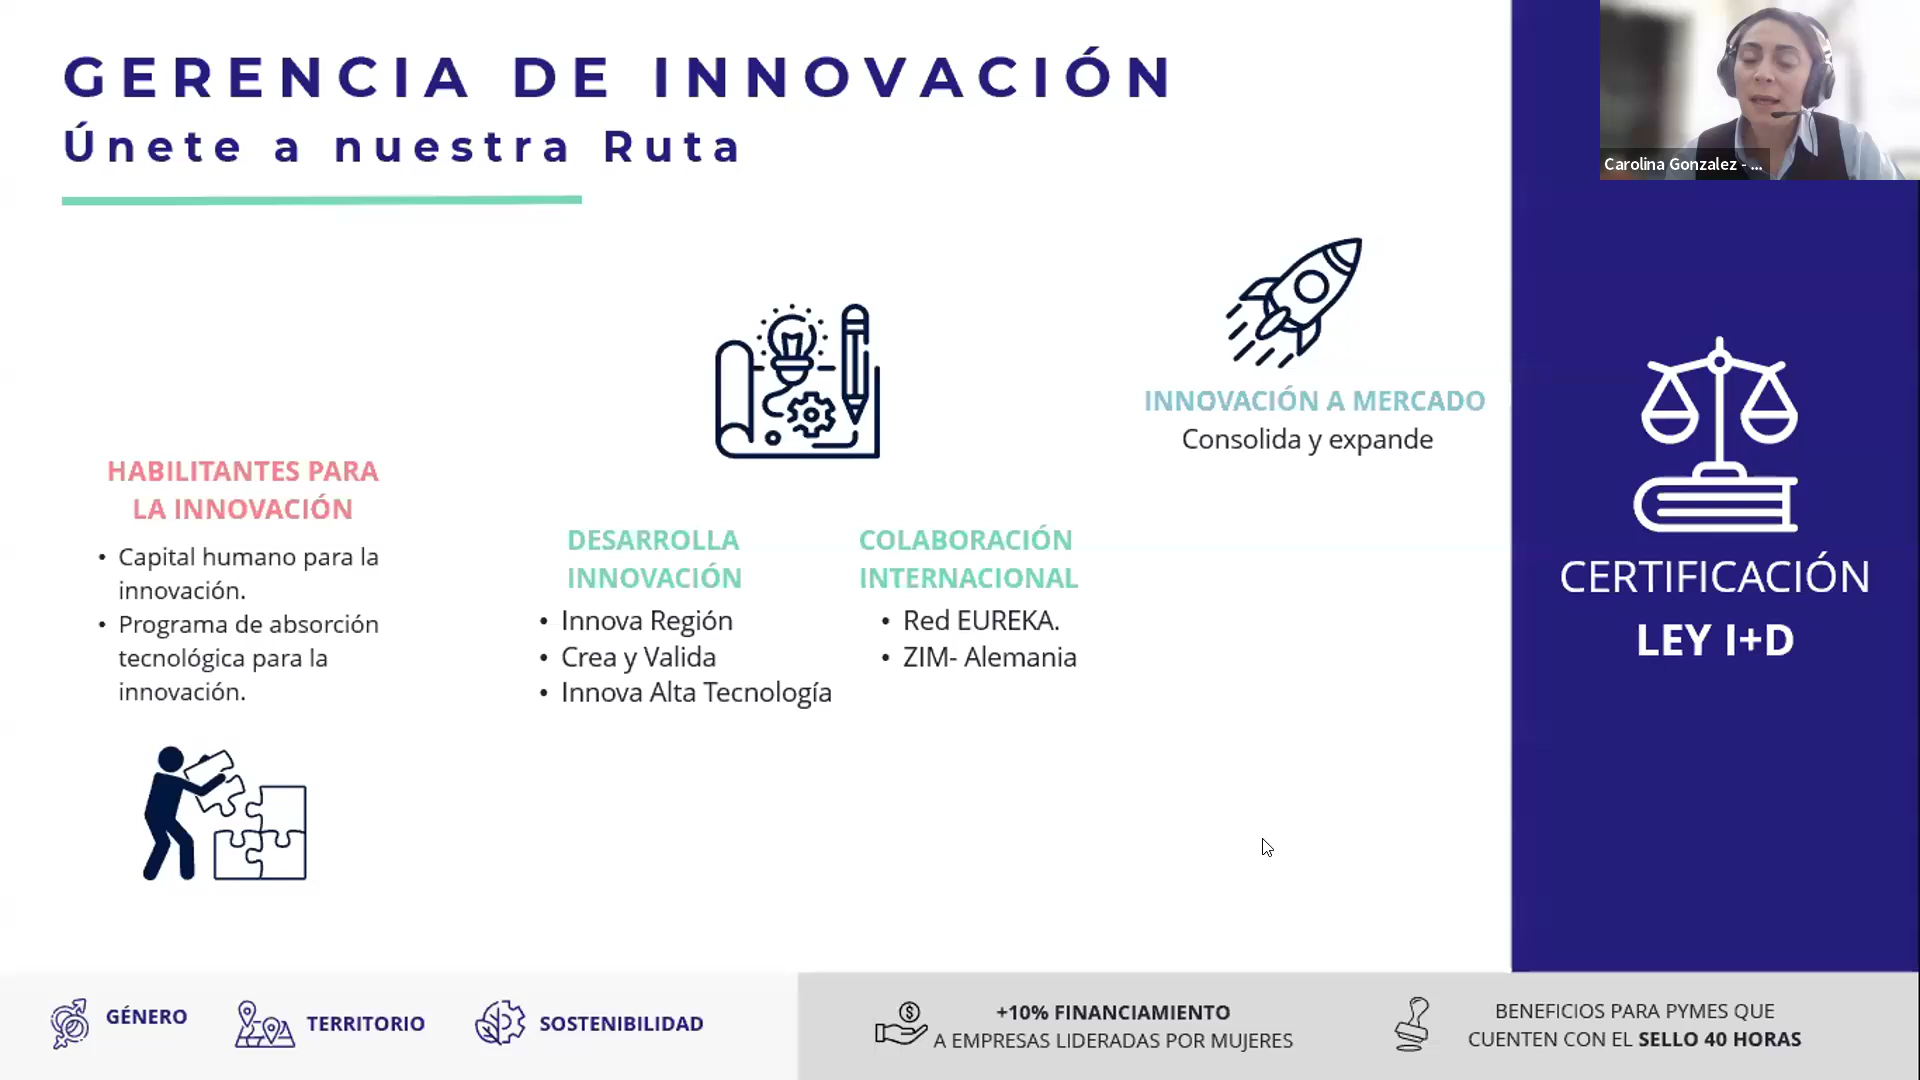 GERENCIA DE INNOVACIÓN
Únete a nuestra Ruta
Carolina Gonzalez - ...
HABILITANTES PARA
LA INNOVACIÓN
• Capital humano para la
innovación.
• Programa de absorción
tecnológica para la
innovación.
DESARROLLA
INNOVACIÓN
• Innova Región
• Crea y Valida
• Innova Alta Tecnología
COLABORACIÓN
INTERNACIONAL
• Red EUREKA.
• ZIM- Alemania
INNOVACIÓN A MERCADO
Consolida y expande
CERTIFICACIÓN
LEY I+D
GÉNERO
TERRITORIO
SOSTENIBILIDAD
+10% FINANCIAMIENTO
A EMPRESAS LIDERADAS POR MUJERES
BENEFICIOS PARA PYMES QUE
CUENTEN CON EL SELLO 40 HORAS